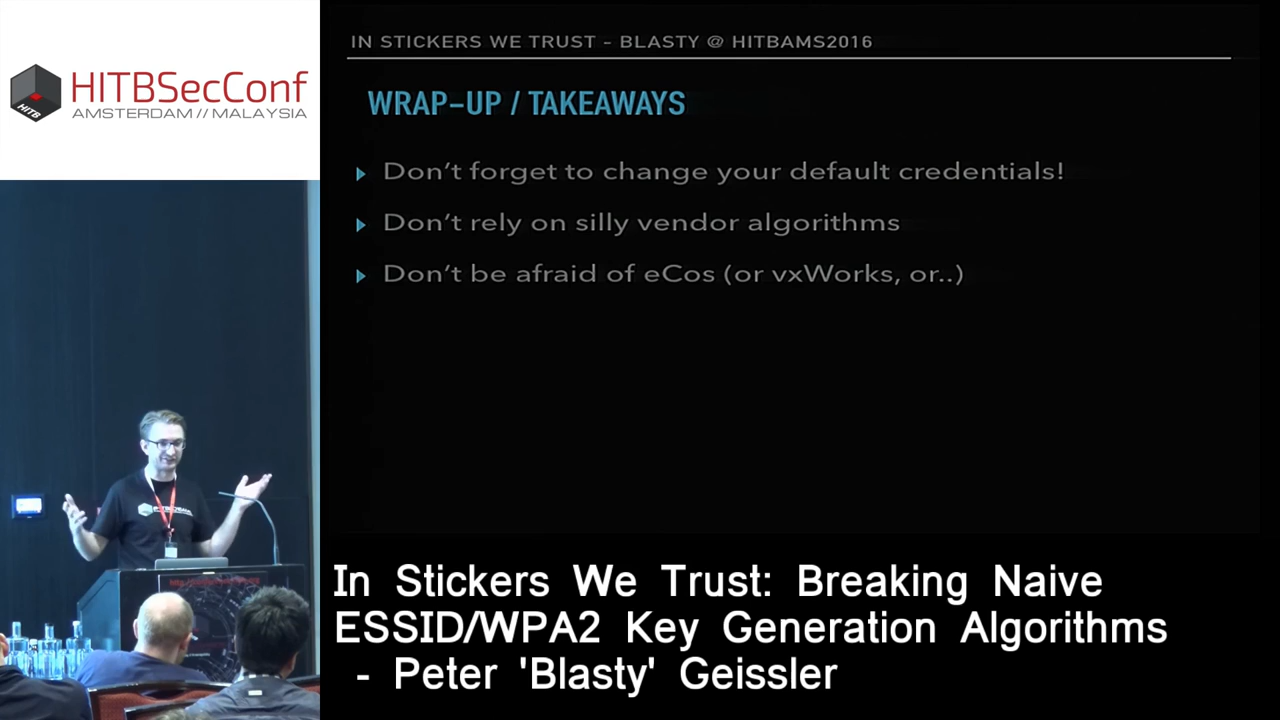 HITBSecConf
AMSTERDAM // MALAYSIA
HITB
IN STICKERS WE TRUST - BLASTY @ HITBAMS2016
WRAP-UP / TAKEAWAYS
Don't forget to change your default credentials!
Don't rely on silly vendor algorithms
Don't be afraid of eCos (or vxWorks, or..)
In Stickers We Trust: Breaking Naive
ESSID/WPA2 Key Generation Algorithms
- Peter 'Blasty' Geissler